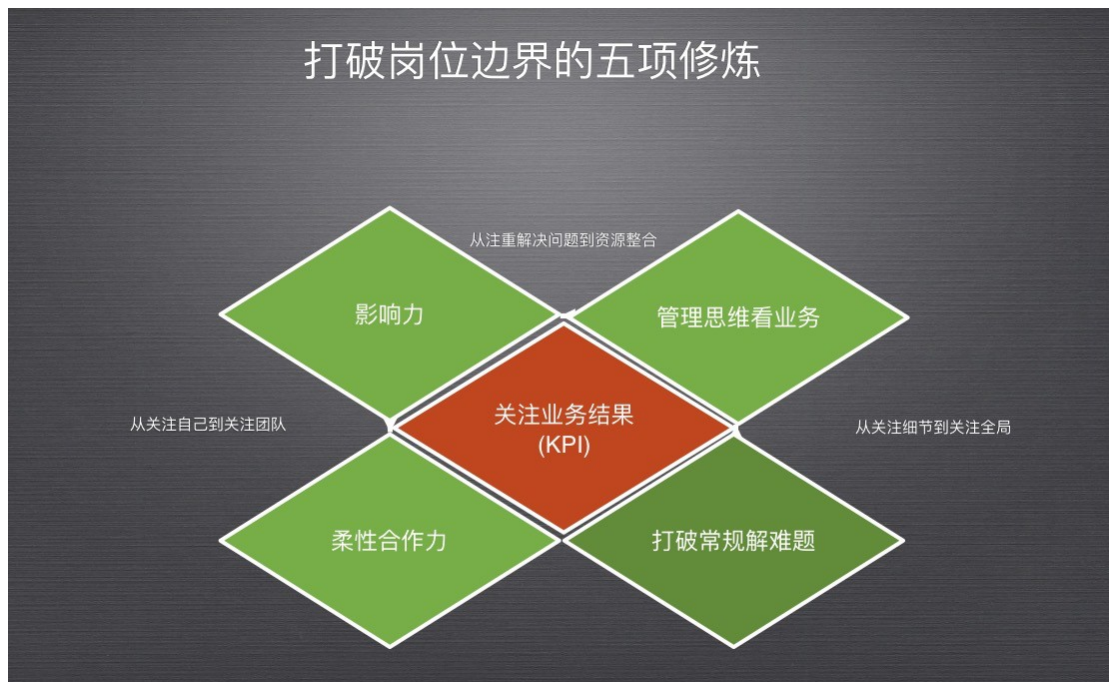 打破岗位边界的五项修炼
从注重解决问题到资源整合
影响力
管理思维看业务
关注业务结果
(KPI)
从关注自己到关注团队
从关注细节到关注全局
柔性合作力
打破常规解难题